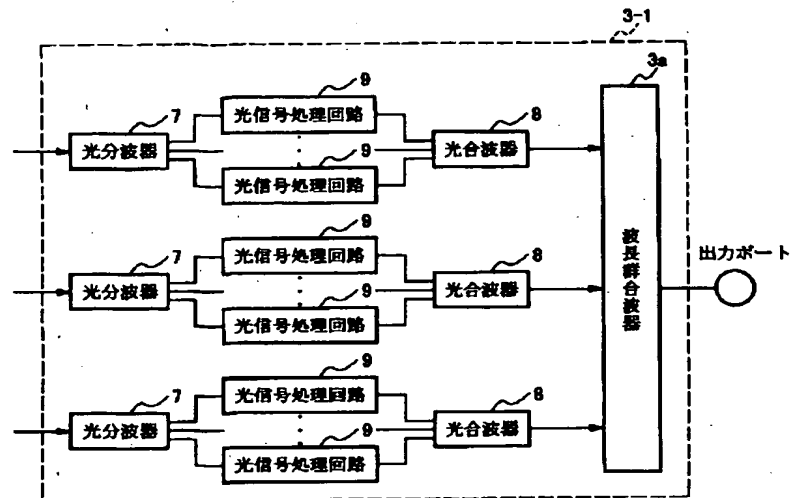 3-1
3a
7
光分波器
9
光信号処理回路
9
光信号処理回路
8
光合波器
7
光分波器
9
光信号処理回路
9
光信号処理回路
8
光合波器
7
光分波器
9
光信号処理回路
9
光信号処理回路
8
光合波器
波長群合波器
出力ポート